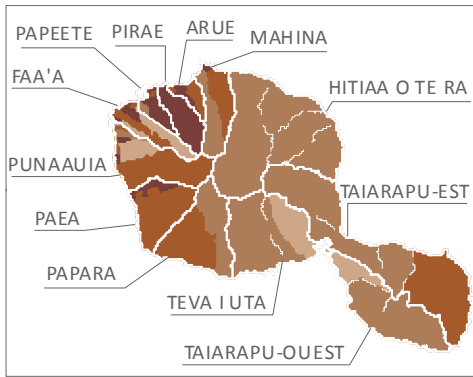 PAPEETE
PIRAE
ARUE
MAHINA
FAA'A
HITIAA O TE RA
PUNAAUIA
TAIARAPU-EST
PAEA
PAPARA
TEVA I UTA
TAIARAPU-OUEST